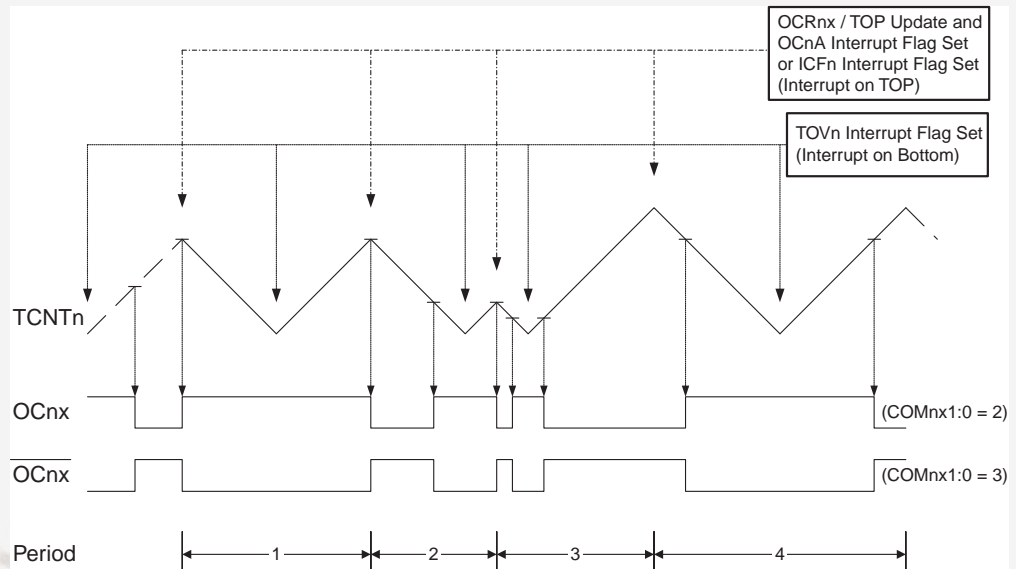 OCRnx / TOP Update and
OCnA Interrupt Flag Set
or ICFn Interrupt Flag Set
(Interrupt on TOP)
TOVn Interrupt Flag Set
(Interrupt on Bottom)
TCNTn
OCnx
(COMnx1:0 = 2)
OCnx
(COMnx1:0 = 3)
Period
1
2
3
4